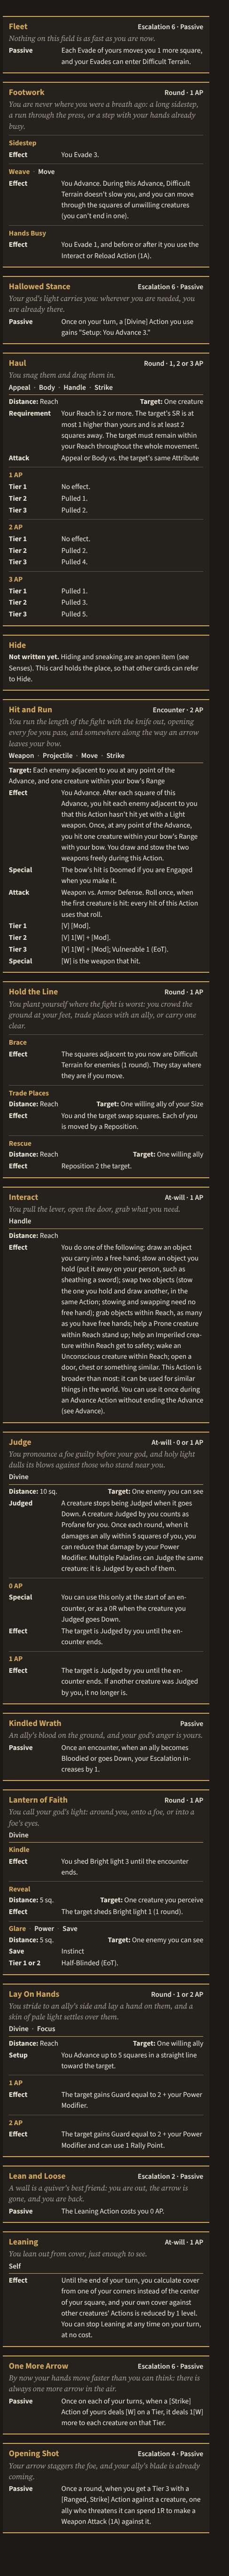 Fleet Escalation 6 · Passive
Nothing on this field is as fast as you are now.
Passive Each Evade of yours moves you 1 more square,
and your Evades can enter Difficult Terrain.
Footwork Round · 1 AP
You are never where you were a breath ago: a long sidestep,
a run through the press, or a step with your hands already
busy.
Sidestep
Effect You Evade 3.
Weave · Move
Effect You Advance. During this Advance, Difficult
Terrain doesn't slow you, and you can move
through the squares of unwilling creatures
(you can't end in one).
Hands Busy
Effect You Evade 1, and before or after it you use the
Interact or Reload Action (1A).
Hallowed Stance Escalation 6 · Passive
Your god's light carries you: wherever you are needed, you
are already there.
Passive Once on your turn, a [Divine] Action you use
gains "Setup: You Advance 3."
Haul Round · 1, 2 or 3 AP
You snag them and drag them in.
Appeal · Body · Handle · Strike
Distance: Reach Target: One creature
Requirement Your Reach is 2 or more. The target's SR is at
most 1 higher than yours and is at least 2
squares away. The target must remain within
your Reach throughout the whole movement.
Attack Appeal or Body vs. the target's same Attribute
1 AP
Tier 1 No effect.
Tier 2 Pulled 1.
Tier 3 Pulled 2.
2 AP
Tier 1 No effect.
Tier 2 Pulled 2.
Tier 3 Pulled 4.
3 AP
Tier 1 Pulled 1.
Tier 2 Pulled 3.
Tier 3 Pulled 5.
Hide
Not written yet. Hiding and sneaking are an open item (see
Senses). This card holds the place, so that other cards can refer
to Hide.
Hit and Run Encounter · 2 AP
You run the length of the fight with the knife out, opening
every foe you pass, and somewhere along the way an arrow
leaves your bow.
Weapon · Projectile · Move · Strike
Target: Each enemy adjacent to you at any point of the
Advance, and one creature within your bow's Range
Effect You Advance. After each square of this
Advance, you hit each enemy adjacent to you
that this Action hasn't hit yet with a Light
weapon. Once, at any point of the Advance,
you hit one creature within your bow's Range
with your bow. You draw and stow the two
weapons freely during this Action.
Special The bow's hit is Doomed if you are Engaged
when you make it.
Attack Weapon vs. Armor Defense. Roll once, when
the first creature is hit: every hit of this Action
uses that roll.
Tier 1 [V] [Mod].
Tier 2 [V] 1[W] + [Mod].
Tier 3 [V] 1[W] + [Mod]; Vulnerable 1 (EoT).
Special [W] is the weapon that hit.
Hold the Line Round · 1 AP
You plant yourself where the fight is worst: you crowd the
ground at your feet, trade places with an ally, or carry one
clear.
Brace
Effect The squares adjacent to you now are Difficult
Terrain for enemies (1 round). They stay where
they are if you move.
Trade Places
Distance: Reach Target: One willing ally of your Size
Effect You and the target swap squares. Each of you
is moved by a Reposition.
Rescue
Distance: Reach Target: One willing ally
Effect Reposition 2 the target.
Interact At-will · 1 AP
You pull the lever, open the door, grab what you need.
Handle
Distance: Reach
Effect You do one of the following: draw an object
you carry into a free hand; stow an object you
hold (put it away on your person, such as
sheathing a sword); swap two objects (stow
the one you hold and draw another, in the
same Action; stowing and swapping need no
free hand); grab objects within Reach, as many
as you have free hands; help a Prone creature
within Reach stand up; help an Imperiled crea-
ture within Reach get to safety; wake an
Unconscious creature within Reach; open a
door, chest or something similar. This Action is
broader than most: it can be used for similar
things in the world. You can use it once during
an Advance Action without ending the Advance
(see Advance).
Judge At-will · 0 or 1 AP
You pronounce a foe guilty before your god, and holy light
dulls its blows against those who stand near you.
Divine
Distance: 10 sq. Target: One enemy you can see
Judged A creature stops being Judged when it goes
Down. A creature Judged by you counts as
Profane for you. Once each round, when it
damages an ally within 5 squares of you, you
can reduce that damage by your Power
Modifier. Multiple Paladins can Judge the same
creature: it is Judged by each of them.
0 AP
Special You can use this only at the start of an en-
counter, or as a 0R when the creature you
Judged goes Down.
Effect The target is Judged by you until the en-
counter ends.
1 AP
Effect The target is Judged by you until the en-
counter ends. If another creature was Judged
by you, it no longer is.
Kindled Wrath Passive
An ally's blood on the ground, and your god's anger is yours.
Passive Once an encounter, when an ally becomes
Bloodied or goes Down, your Escalation in-
creases by 1.
Lantern of Faith Round · 1 AP
You call your god's light: around you, onto a foe, or into a
foe's eyes.
Divine
Kindle
Effect You shed Bright light 3 until the encounter
ends.
Reveal
Distance: 5 sq. Target: One creature you perceive
Effect The target sheds Bright light 1 (1 round).
Glare · Power · Save
Distance: 5 sq. Target: One enemy you can see
Save Instinct
Tier 1 or 2 Half-Blinded (EoT).
Lay On Hands Round · 1 or 2 AP
You stride to an ally's side and lay a hand on them, and a
skin of pale light settles over them.
Divine · Focus
Distance: Reach Target: One willing ally
Setup You Advance up to 5 squares in a straight line
toward the target.
1 AP
Effect The target gains Guard equal to 2 + your Power
Modifier.
2 AP
Effect The target gains Guard equal to 2 + your Power
Modifier and can use 1 Rally Point.
Lean and Loose Escalation 2 · Passive
A wall is a quiver's best friend: you are out, the arrow is
gone, and you are back.
Passive The Leaning Action costs you 0 AP.
Leaning At-will · 1 AP
You lean out from cover, just enough to see.
Self
Effect Until the end of your turn, you calculate cover
from one of your corners instead of the center
of your square, and your own cover against
other creatures' Actions is reduced by 1 level.
You can stop Leaning at any time on your turn,
at no cost.
One More Arrow Escalation 6 · Passive
By now your hands move faster than you can think: there is
always one more arrow in the air.
Passive Once on each of your turns, when a [Strike]
Action of yours deals [W] on a Tier, it deals 1[W]
more to each creature on that Tier.
Opening Shot Escalation 4 · Passive
Your arrow staggers the foe, and your ally's blade is already
coming.
Passive Once a round, when you get a Tier 3 with a
[Ranged, Strike] Action against a creature, one
ally who threatens it can spend 1R to make a
Weapon Attack (1A) against it.